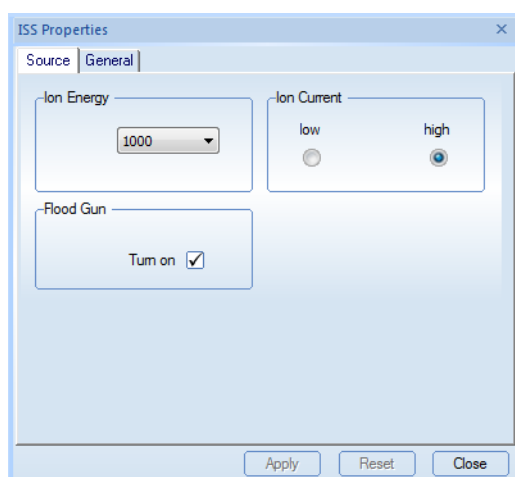 ISS Properties
Source General
Ion Energy
1000
Ion Current
low high
Flood Gun
Turn on
Apply Reset Close